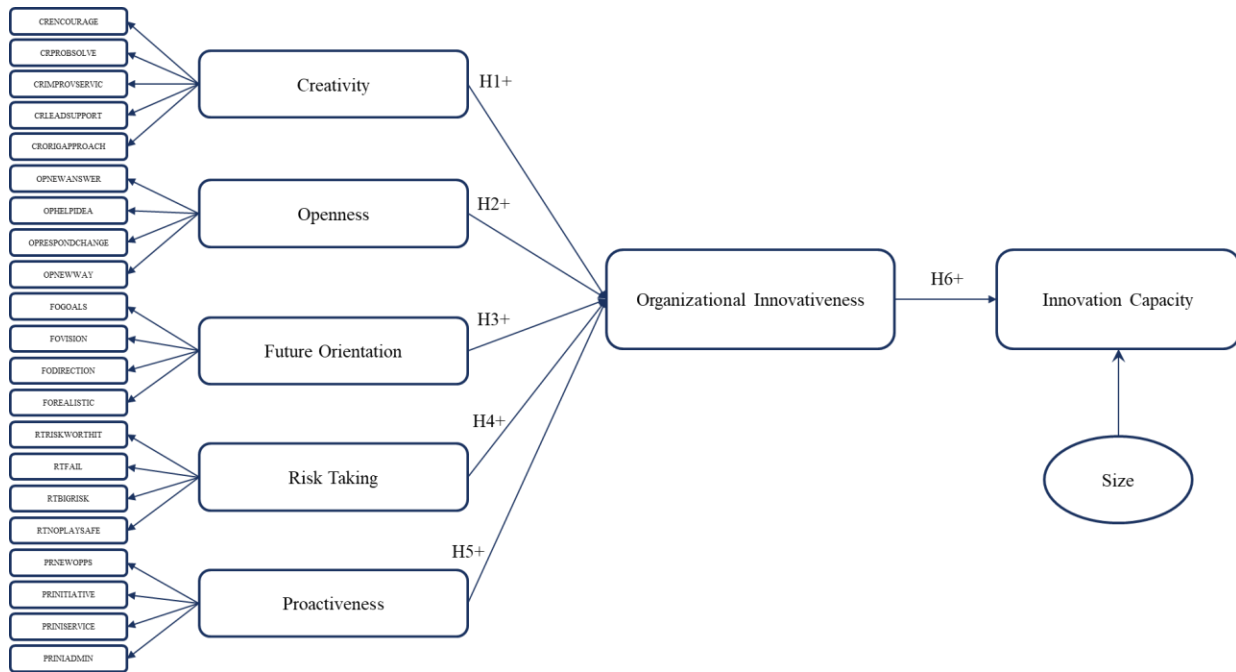 CRENCOURAGE
CRPROBSOLVE
CRIMPROVSERVIC
CRLEADSUPPORT
CRORIGAPPROACH
OPNEWANSWER
OPHELPIDEA
OPRESPONDCHANGE
OPNEWWAY
FOGOALS
FOVISION
FODIRECTION
FOREALISTIC
RTRISKWORTHIT
RTFAIL
RTBIGRISK
RTNOPLAYSAFE
PRNEWOPPS
PRINITIATIVE
PRINISERVICE
PRINIADMIN
Creativity
Openness
Future Orientation
Risk Taking
Proactiveness
H1+
H2+
H3+
H4+
H5+
Organizational Innovativeness
H6+
Innovation Capacity
Size